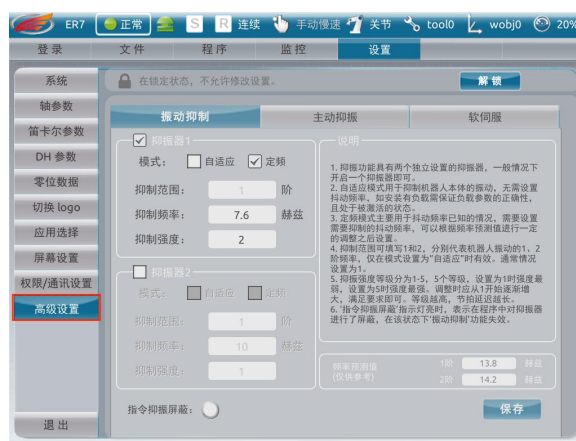 ER7 正常 S R 连续 手动慢速 关节 tool0 wobj0 20%
登录 文件 程序 监控 设置
系统
轴参数
笛卡尔参数
DH 参数
零位数据
切换 logo
应用选择
屏幕设置
权限/通讯设置
高级设置
退出
在锁定状态，不允许修改设置。
解锁
振动抑制 主动抑振 软伺服
抑振器1
模式： 自适应 定频
抑制范围： 1 阶
抑制频率： 7.6 赫兹
抑制强度： 2
抑振器2
模式： 自适应 定频
抑制范围： 1 阶
抑制频率： 10 赫兹
抑制强度： 1
指令抑振屏蔽：
说明
1. 抑振功能具有两个独立设置的抑振器，一般情况下
开启一个抑振器即可。
2. 自适应模式用于抑制机器人本体的振动，无需设置
抖动频率，如安装有负载需保证负载参数的正确性，
且处于被激活的状态。
3. 定频模式主要用于抖动频率已知的情况，需要设置
需要抑制的抖动频率，可以根据频率预测值进行一定
的调整之后设置。
4. 抑制范围可填写1和2，分别代表机器人振动的1、2
阶频率，仅在模式设置为"自适应"时有效。通常情况
设置为1。
5. 抑振强度等级分为1-5，5个等级，设置为1时强度最
弱，设置为5时强度最强。调整时应从1开始逐渐增
大，满足要求即可。等级越高，节拍延迟越长。
6. '指令抑振屏蔽'指示灯亮时，表示在程序中对抑振器
进行了屏蔽，在该状态下'振动抑制'功能失效。
频率预测值
(仅供参考)
1阶 13.8 赫兹
2阶 14.2 赫兹
保存